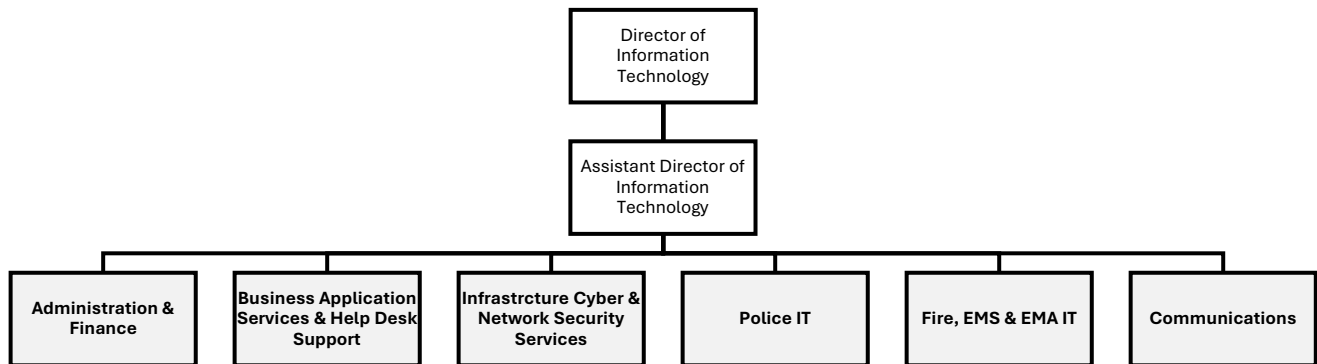 Director of
Information
Technology
Assistant Director of
Information
Technology
Administration &
Finance
Business Application
Services & Help Desk
Support
Infrastrcture Cyber &
Network Security
Services
Police IT
Fire, EMS & EMA IT
Communications